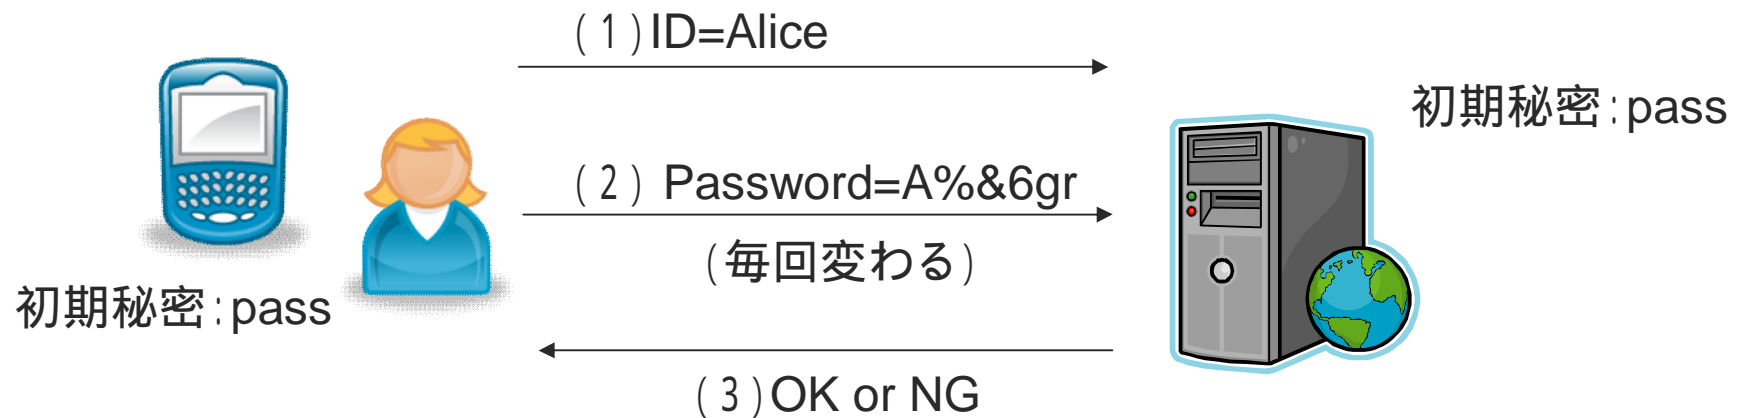 (1)ID=Alice
初期秘密:pass
(2) Password=A%&6gr
(毎回変わる)
初期秘密:pass
(3)OK or NG